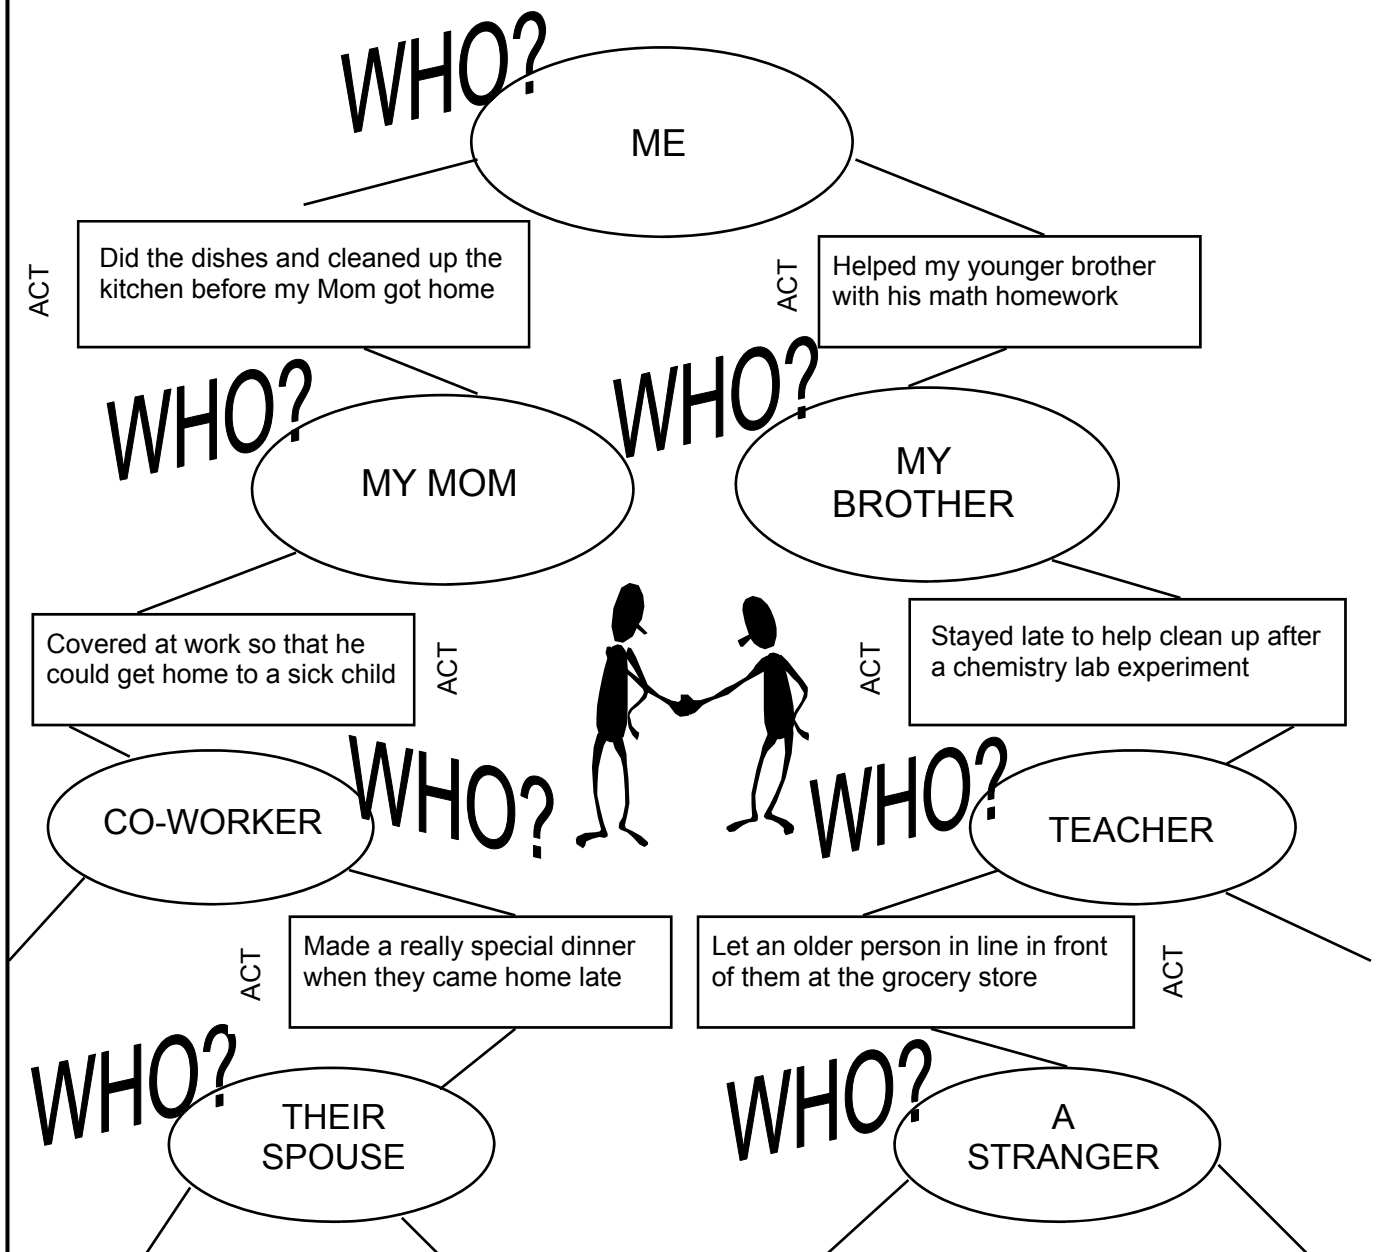 WHO?
ME
ACT
Did the dishes and cleaned up the
kitchen before my Mom got home
ACT
Helped my younger brother
with his math homework
WHO?
MY MOM
WHO?
MY
BROTHER
Covered at work so that he
could get home to a sick child
ACT
ACT
Stayed late to help clean up after
a chemistry lab experiment
CO-WORKER
WHO?
WHO?
TEACHER
ACT
Made a really special dinner
when they came home late
Let an older person in line in front
of them at the grocery store
ACT
WHO?
THEIR
SPOUSE
WHO?
A
STRANGER